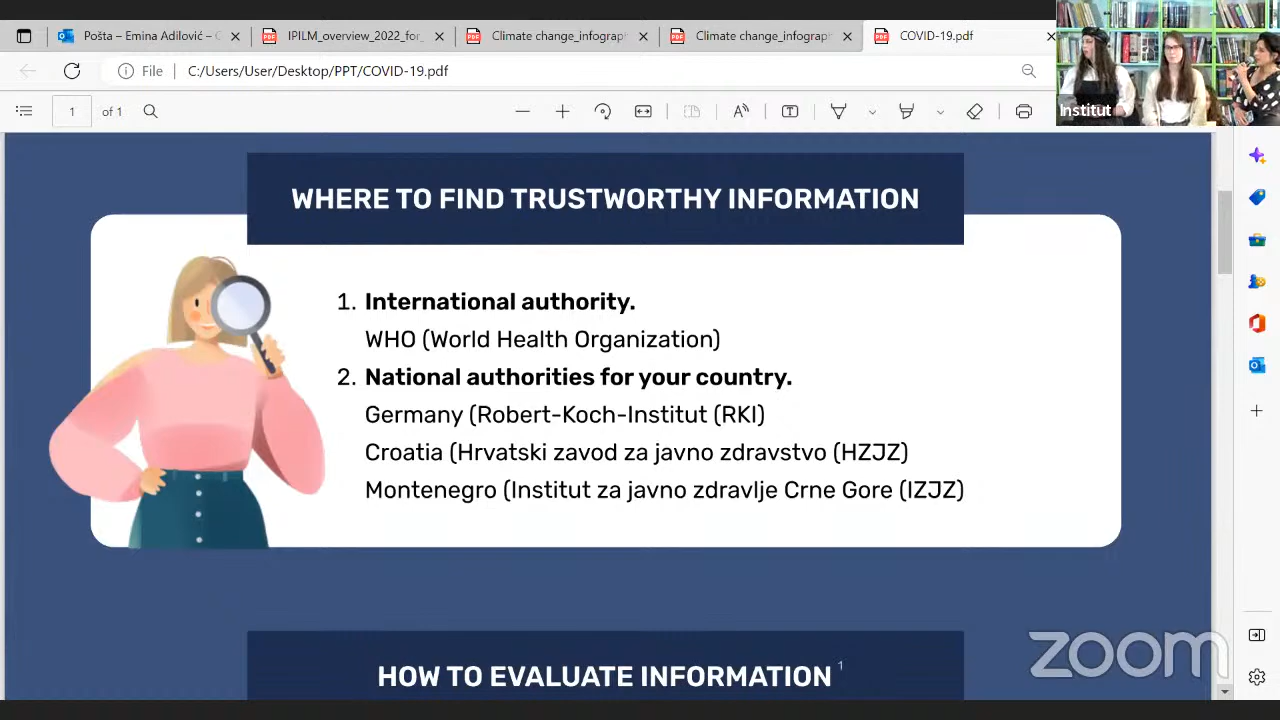 Pošta – Emina Adilović –
IPILM_overview_2022_for_
Climate change_infograph
Climate change_infograph
COVID-19.pdf
File
C:/Users/User/Desktop/PPT/COVID-19.pdf
Institut
1
of 1
WHERE TO FIND TRUSTWORTHY INFORMATION
1. International authority.
WHO (World Health Organization)
2. National authorities for your country.
Germany (Robert-Koch-Institut (RKI)
Croatia (Hrvatski zavod za javno zdravstvo (HZJZ)
Montenegro (Institut za javno zdravlje Crne Gore (IZJZ)
HOW TO EVALUATE INFORMATION 1
zoom